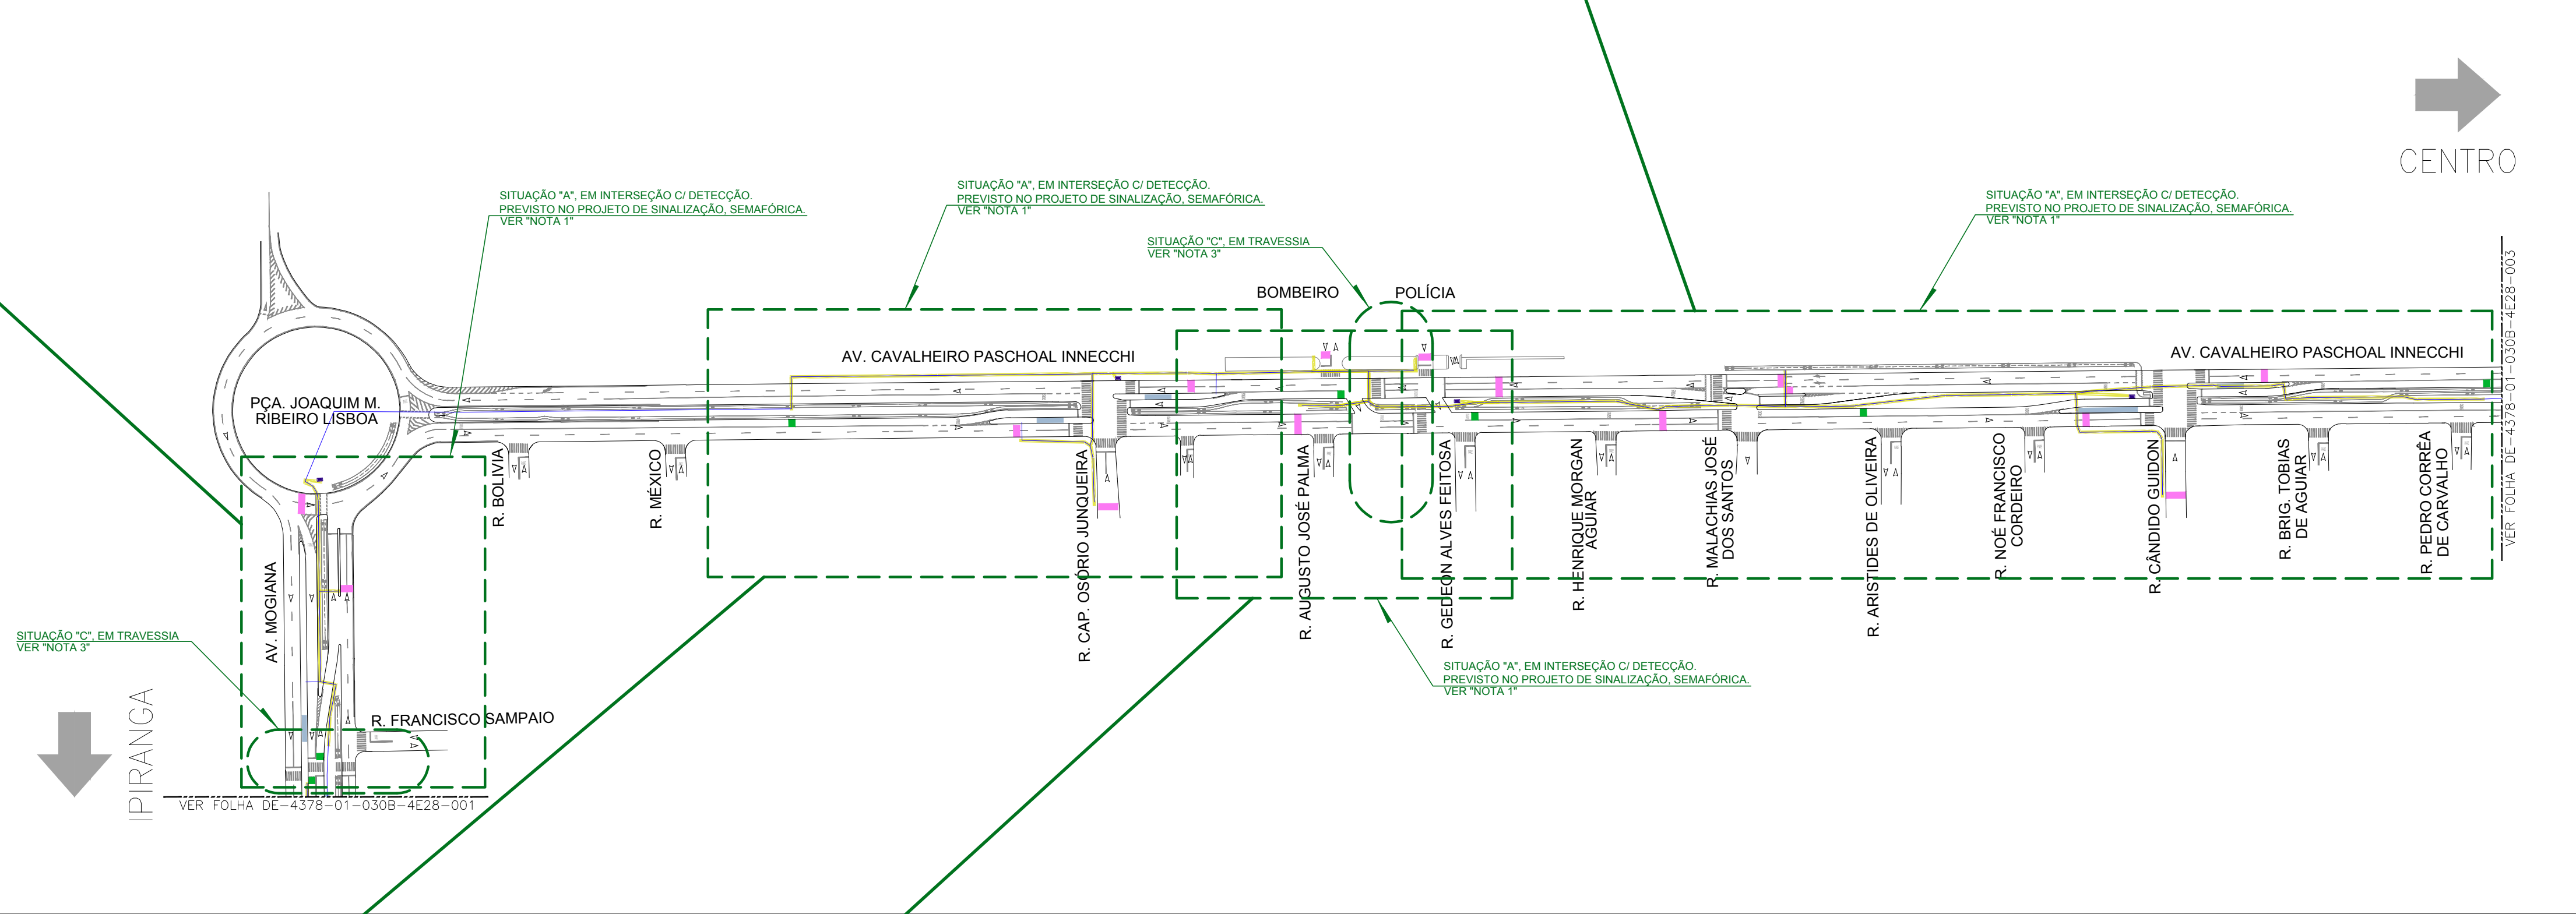 CENTRO
SITUAÇÃO "A", EM INTERSEÇÃO C/ DETECÇÃO.
PREVISTO NO PROJETO DE SINALIZAÇÃO, SEMAFÓRICA.
VER "NOTA 1"
SITUAÇÃO "A", EM INTERSEÇÃO C/ DETECÇÃO.
PREVISTO NO PROJETO DE SINALIZAÇÃO, SEMAFÓRICA.
VER "NOTA 1"
SITUAÇÃO "C", EM TRAVESSIA
VER "NOTA 3"
SITUAÇÃO "A", EM INTERSEÇÃO C/ DETECÇÃO.
PREVISTO NO PROJETO DE SINALIZAÇÃO, SEMAFÓRICA.
VER "NOTA 1"
VER FOLHA DE-4378-01-030B-4E28-003
BOMBEIRO
POLÍCIA
AV. CAVALHEIRO PASCHOAL INNECCHI
AV. CAVALHEIRO PASCHOAL INNECCHI
PÇA. JOAQUIM M.
RIBEIRO LISBOA
R. BOLIVIA
R. MÉXICO
R. CAP. OSÓRIO JUNQUEIRA
R. AUGUSTO JOSÉ PALMA
R. GEDEON ALVES FEITOSA
R. HENRIQUE MORGAN
AGUIAR
R. MALACHIAS JOSÉ
DOS SANTOS
R. ARISTIDES DE OLIVEIRA
R. NOÉ FRANCISCO
CORDEIRO
R. CÂNDIDO GUIDON
R. BRIG. TOBIAS
DE AGUIAR
R. PEDRO CORRÊA
DE CARVALHO
AV. MOGIANA
SITUAÇÃO "C", EM TRAVESSIA
VER "NOTA 3"
SITUAÇÃO "A", EM INTERSEÇÃO C/ DETECÇÃO.
PREVISTO NO PROJETO DE SINALIZAÇÃO, SEMAFÓRICA.
VER "NOTA 1"
R. FRANCISCO SAMPAIO
IPIRANGA
VER FOLHA DE-4378-01-030B-4E28-001